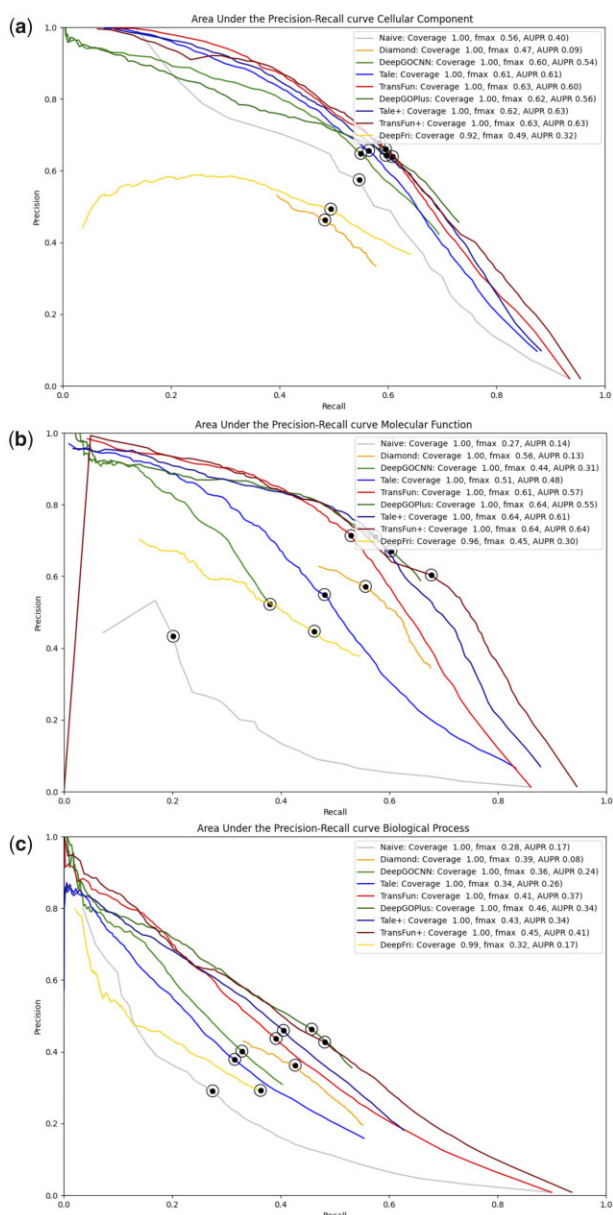 (a)
Area Under the Precision-Recall curve Cellular Component
Naive: Coverage 1.00, fmax 0.56, AUPR 0.40)
Diamond: Coverage 1.00, fmax 0.47, AUPR 0.09)
DeepGOCNN: Coverage 1.00, fmax 0.60, AUPR 0.54)
Tale: Coverage 1.00, fmax 0.61, AUPR 0.61)
TransFun: Coverage 1.00, fmax 0.63, AUPR 0.60)
DeepGOPlus: Coverage 1.00, fmax 0.62, AUPR 0.56)
Tale+: Coverage 1.00, fmax 0.62, AUPR 0.63)
TransFun+: Coverage 1.00, fmax 0.63, AUPR 0.63)
DeepFri: Coverage 0.92, fmax 0.49, AUPR 0.32)
1.0
0.8
0.6
0.4
0.2
0.0
Precision
0.0 0.2 0.4 0.6 0.8 1.0
Recall
(b)
Area Under the Precision-Recall curve Molecular Function
Naive: Coverage 1.00, fmax 0.27, AUPR 0.14)
Diamond: Coverage 1.00, fmax 0.56, AUPR 0.13)
DeepGOCNN: Coverage 1.00, fmax 0.44, AUPR 0.31)
Tale: Coverage 1.00, fmax 0.51, AUPR 0.48)
TransFun: Coverage 1.00, fmax 0.61, AUPR 0.57)
DeepGOPlus: Coverage 1.00, fmax 0.64, AUPR 0.55)
Tale+: Coverage 1.00, fmax 0.64, AUPR 0.61)
TransFun+: Coverage 1.00, fmax 0.64, AUPR 0.64)
DeepFri: Coverage 0.96, fmax 0.45, AUPR 0.30)
1.0
0.8
0.6
0.4
0.2
0.0
Precision
0.0 0.2 0.4 0.6 0.8 1.0
Recall
(c)
Area Under the Precision-Recall curve Biological Process
Naive: Coverage 1.00, fmax 0.28, AUPR 0.17)
Diamond: Coverage 1.00, fmax 0.39, AUPR 0.08)
DeepGOCNN: Coverage 1.00, fmax 0.36, AUPR 0.24)
Tale: Coverage 1.00, fmax 0.34, AUPR 0.26)
TransFun: Coverage 1.00, fmax 0.41, AUPR 0.37)
DeepGOPlus: Coverage 1.00, fmax 0.46, AUPR 0.34)
Tale+: Coverage 1.00, fmax 0.43, AUPR 0.34)
TransFun+: Coverage 1.00, fmax 0.45, AUPR 0.41)
DeepFri: Coverage 0.99, fmax 0.32, AUPR 0.17)
1.0
0.8
0.6
0.4
0.2
0.0
Precision
0.0 0.2 0.4 0.6 0.8 1.0
Recall